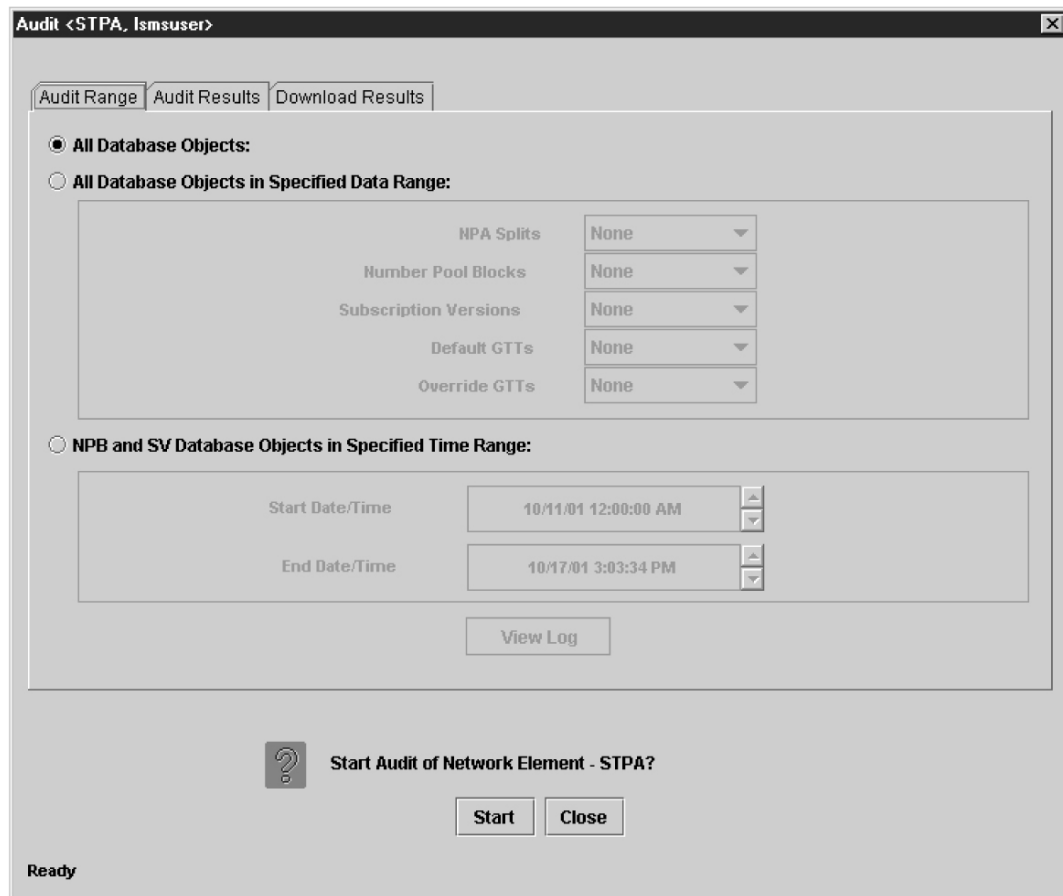 Audit <STPA, lsmsuser>
Audit Range Audit Results Download Results
All Database Objects:
All Database Objects in Specified Data Range:
NPA Splits None
Number Pool Blocks None
Subscription Versions None
Default GTTs None
Override GTTs None
NPB and SV Database Objects in Specified Time Range:
Start Date/Time 10/11/01 12:00:00 AM
End Date/Time 10/17/01 3:03:34 PM
View Log
Start Audit of Network Element - STPA?
Start Close
Ready